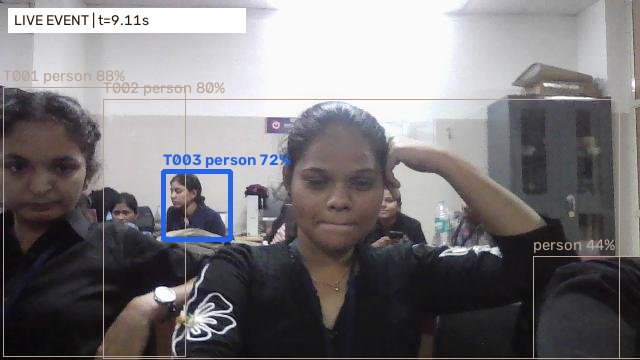 LIVE EVENT | t=9.11s
T001 person 88%
T002 person 80%
T003 person 72%
person 44%